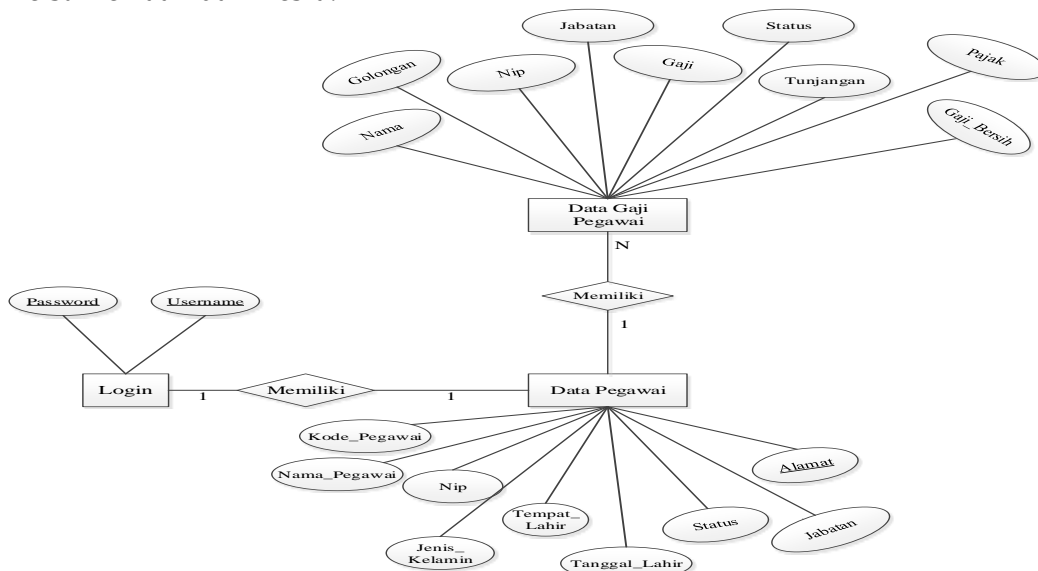 Jabatan
Status
Golongan
Nip
Gaji
Pajak
Tunjangan
Nama
Gaji_Bersih
Data Gaji
Pegawai
N
Memiliki
1
Password
Username
Login
1
Memiliki
1
Data Pegawai
Kode_Pegawai
Nama_Pegawai
Nip
Alamat
Tempat_
Lahir
Status
Jabatan
Jenis_
Kelamin
Tanggal_Lahir